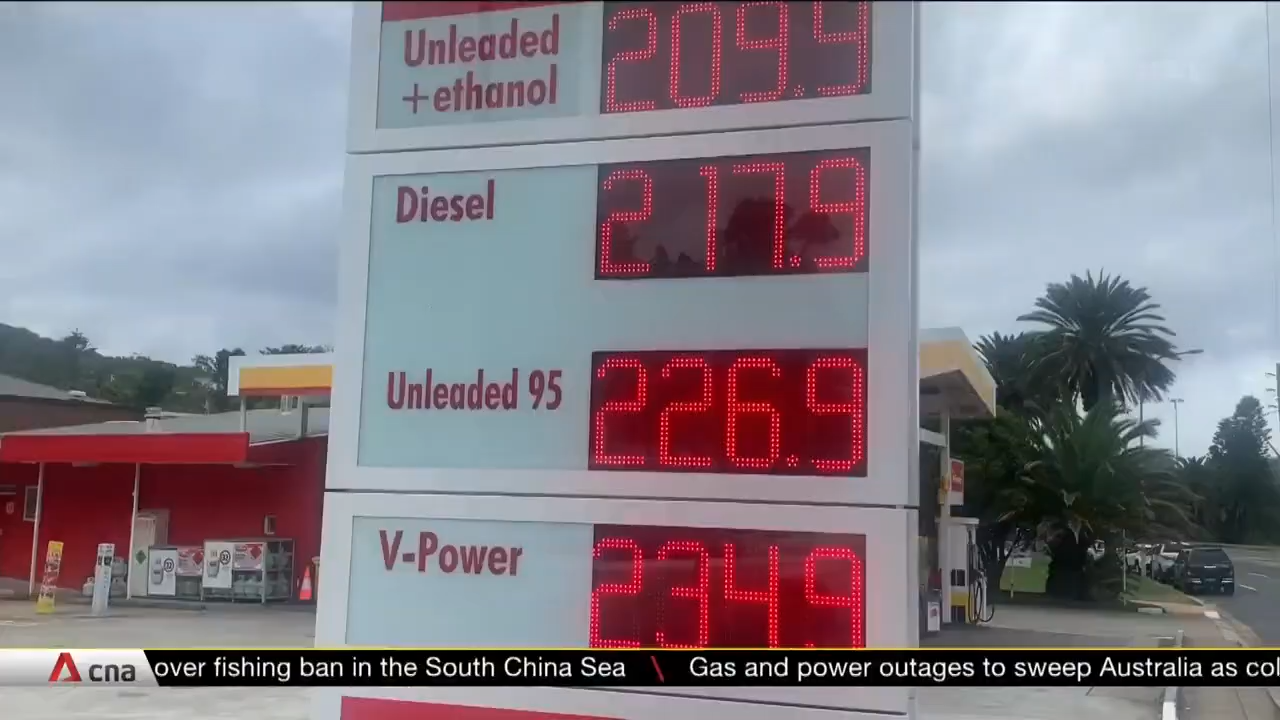 Unleaded
+ethanol
209.9
Diesel
217.9
Unleaded 95
226.9
V-Power
234.9
cna
over fishing ban in the South China Sea \ Gas and power outages to sweep Australia as col